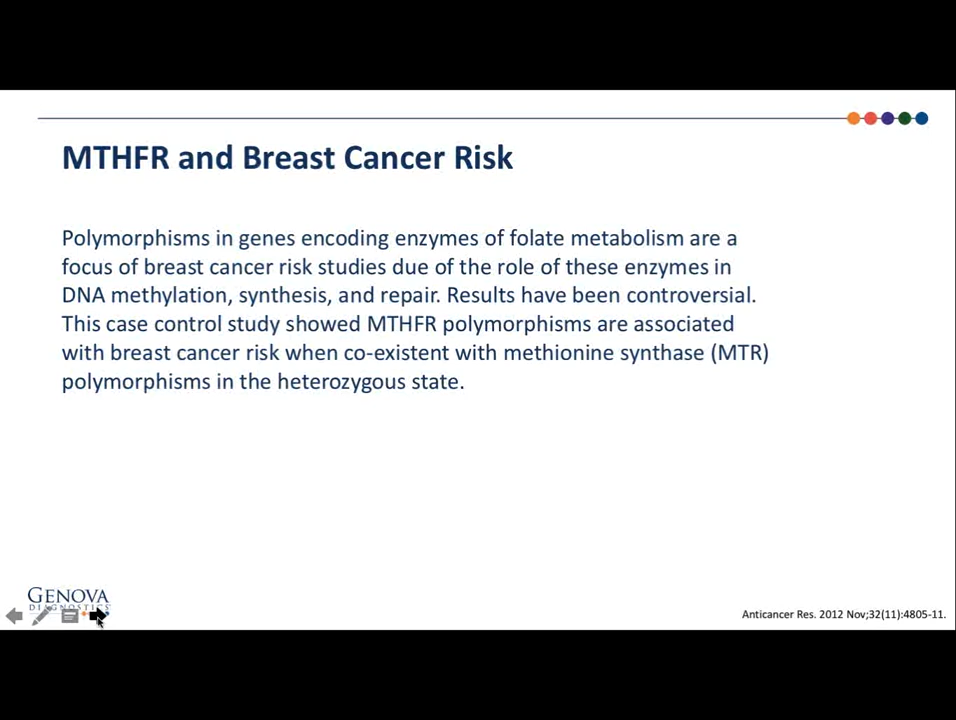 MTHFR and Breast Cancer Risk
Polymorphisms in genes encoding enzymes of folate metabolism are a
focus of breast cancer risk studies due of the role of these enzymes in
DNA methylation, synthesis, and repair. Results have been controversial.
This case control study showed MTHFR polymorphisms are associated
with breast cancer risk when co-existent with methionine synthase (MTR)
polymorphisms in the heterozygous state.
GENOVA
DIAGNOSTICS
Anticancer Res. 2012 Nov;32(11):4805-11.